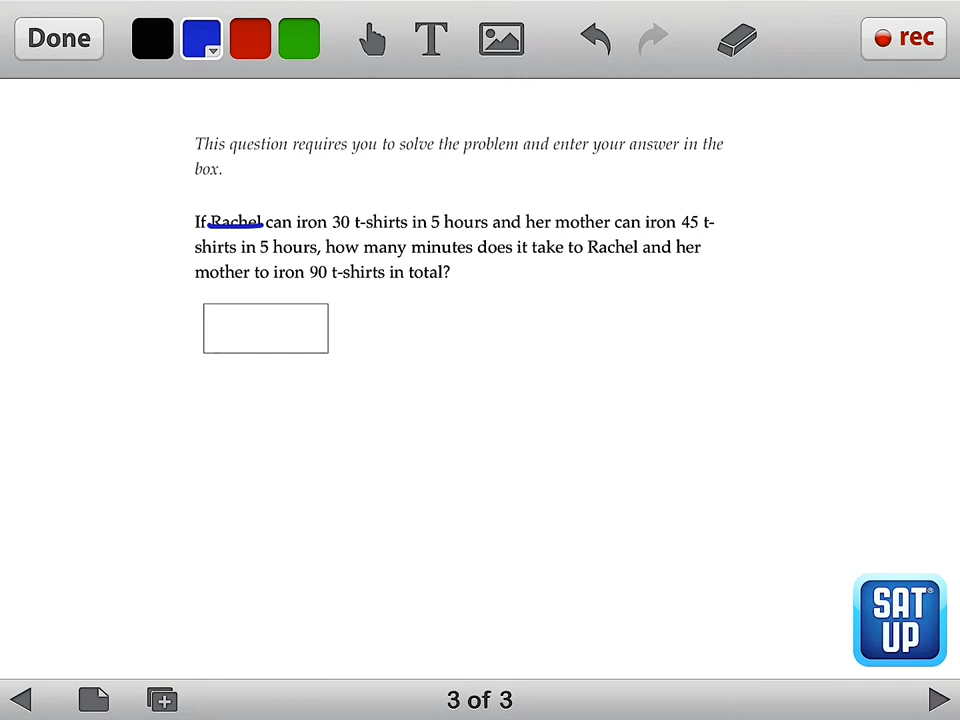 Done
T
rec
This question requires you to solve the problem and enter your answer in the
box.
If Rachel can iron 30 t-shirts in 5 hours and her mother can iron 45 t-
shirts in 5 hours, how many minutes does it take to Rachel and her
mother to iron 90 t-shirts in total?
SAT®
UP
3 of 3